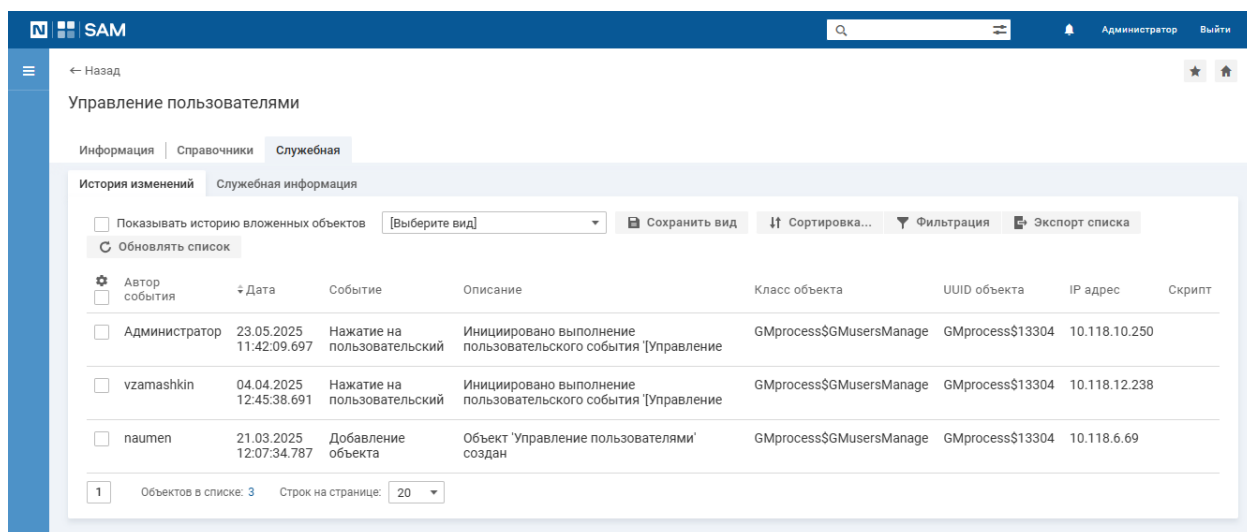 N SAM Администратор Выйти
← Назад
Управление пользователями
Информация Справочники Служебная
История изменений Служебная информация
Показывать историю вложенных объектов [Выберите вид] Сохранить вид Сортировка... Фильтрация Экспорт списка
Обновлять список
Автор события Дата Событие Описание Класс объекта UUID объекта IP адрес Скрипт
Администратор 23.05.2025 Нажатие на Инициировано выполнение GMprocess$GMusersManage GMprocess$13304 10.118.10.250
11:42:09.697 пользовательский пользовательского события '[Управление
vzamashkin 04.04.2025 Нажатие на Инициировано выполнение GMprocess$GMusersManage GMprocess$13304 10.118.12.238
12:45:38.691 пользовательский пользовательского события '[Управление
naumen 21.03.2025 Добавление Объект 'Управление пользователями' GMprocess$GMusersManage GMprocess$13304 10.118.6.69
12:07:34.787 объекта создан
1 Объектов в списке: 3 Строк на странице: 20